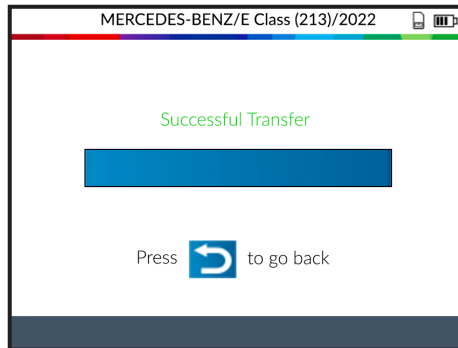 MERCEDES-BENZ/E Class (213)/2022
Successful Transfer
Press to go back